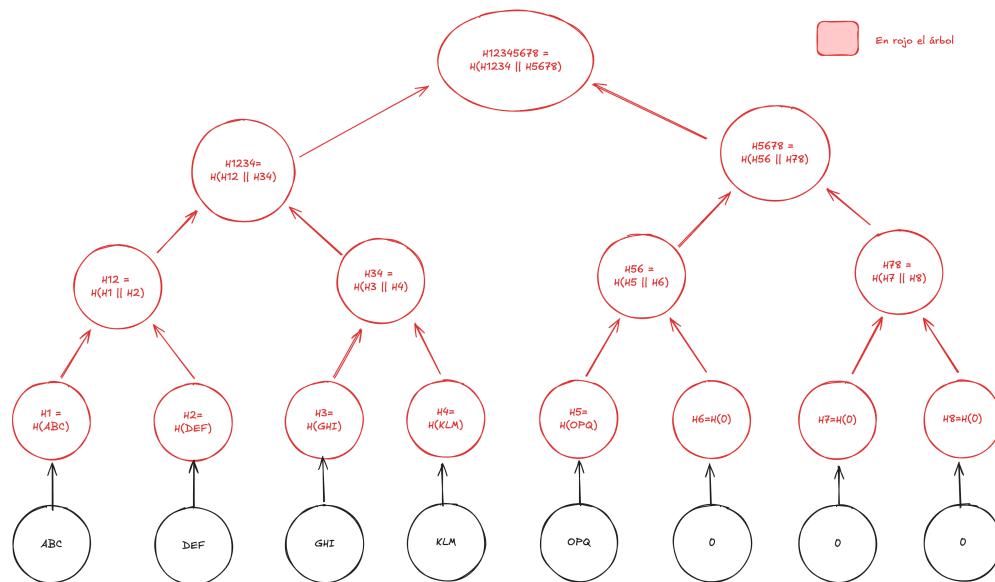 H12345678 =
H(H1234 || H5678)
En rojo el árbol
H1234=
H(H12 || H34)
H5678 =
H(H56 || H78)
H12 =
H(H1 || H2)
H34 =
H(H3 || H4)
H56 =
H(H5 || H6)
H78 =
H(H7 || H8)
H1 =
H(ABC)
H2=
H(DEF)
H3=
H(GHI)
H4=
H(KLM)
H5=
H(OPQ)
H6=H(0)
H7=H(0)
H8=H(0)
ABC
DEF
GHI
KLM
OPQ
0
0
0